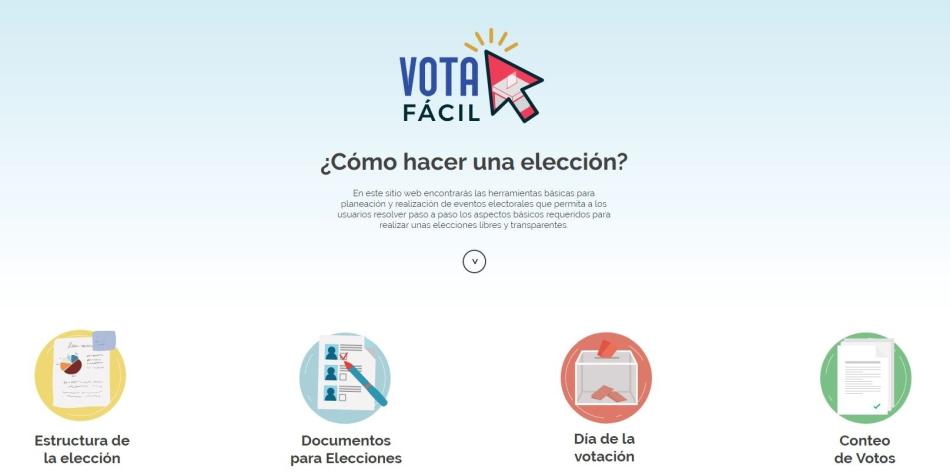 VOTA
FÁCIL
¿Cómo hacer una elección?
En este sitio web encontrarás las herramientas básicas para
planeación y realización de eventos electorales que permita a los
usuarios resolver paso a paso los aspectos básicos requeridos para
realizar unas elecciones libres y transparentes.
v
Estructura de
la elección
Documentos
para Elecciones
Día de la
votación
Conteo
de Votos